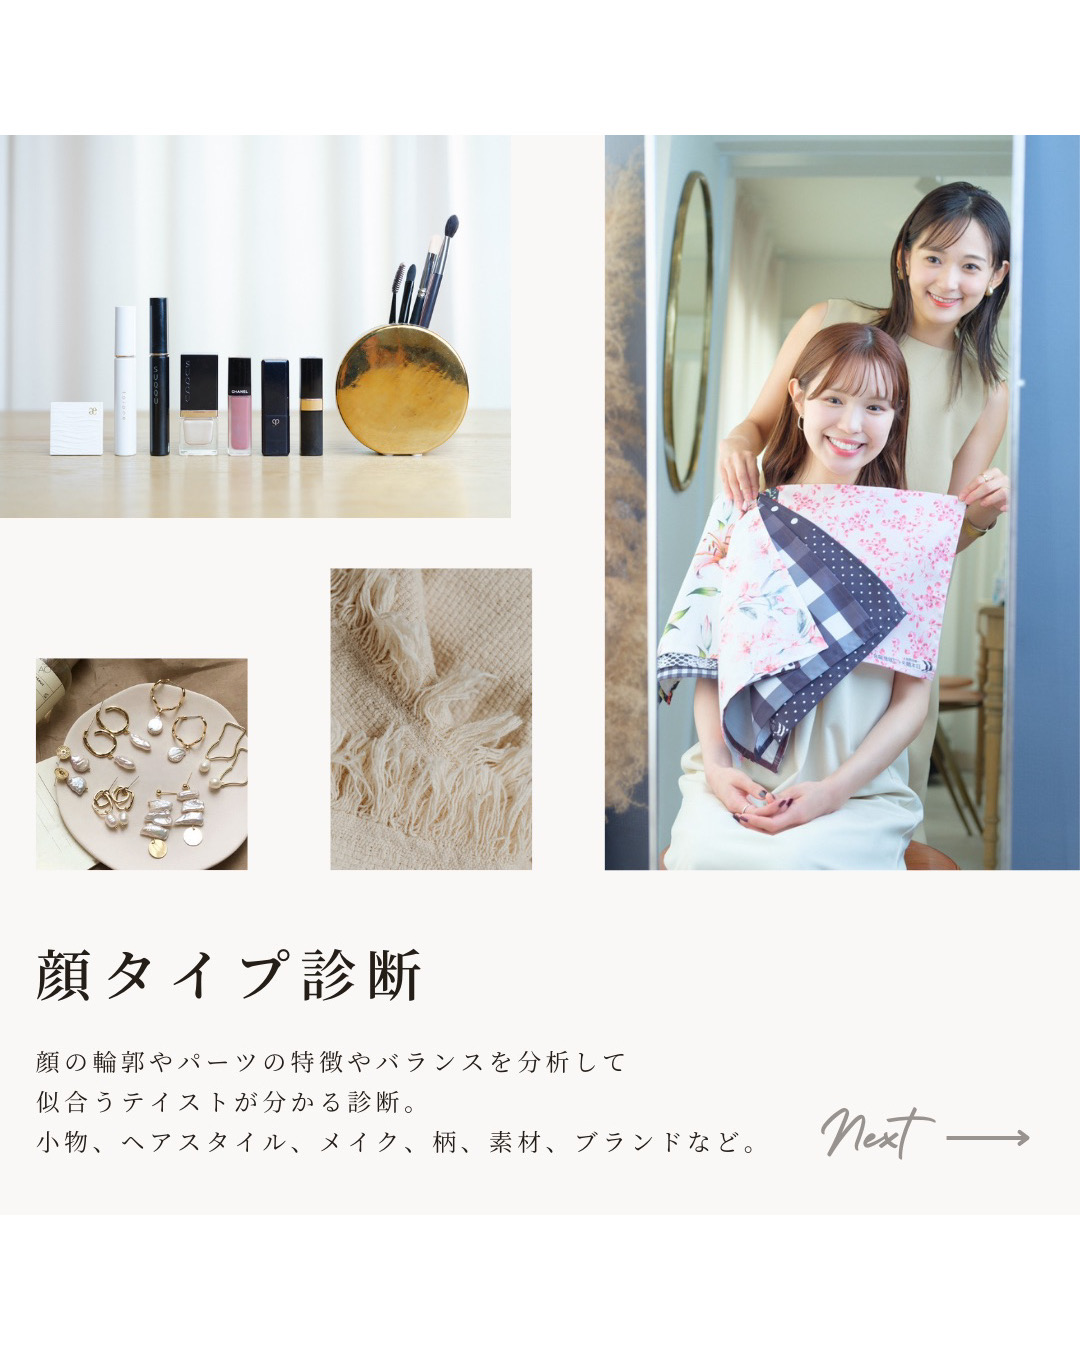 SUQQU
SUQQU
CHANEL
顔タイプ診断
顔の輪郭やパーツの特徴やバランスを分析して
似合うテイストが分かる診断。
小物、ヘアスタイル、メイク、柄、素材、ブランドなど。
Next